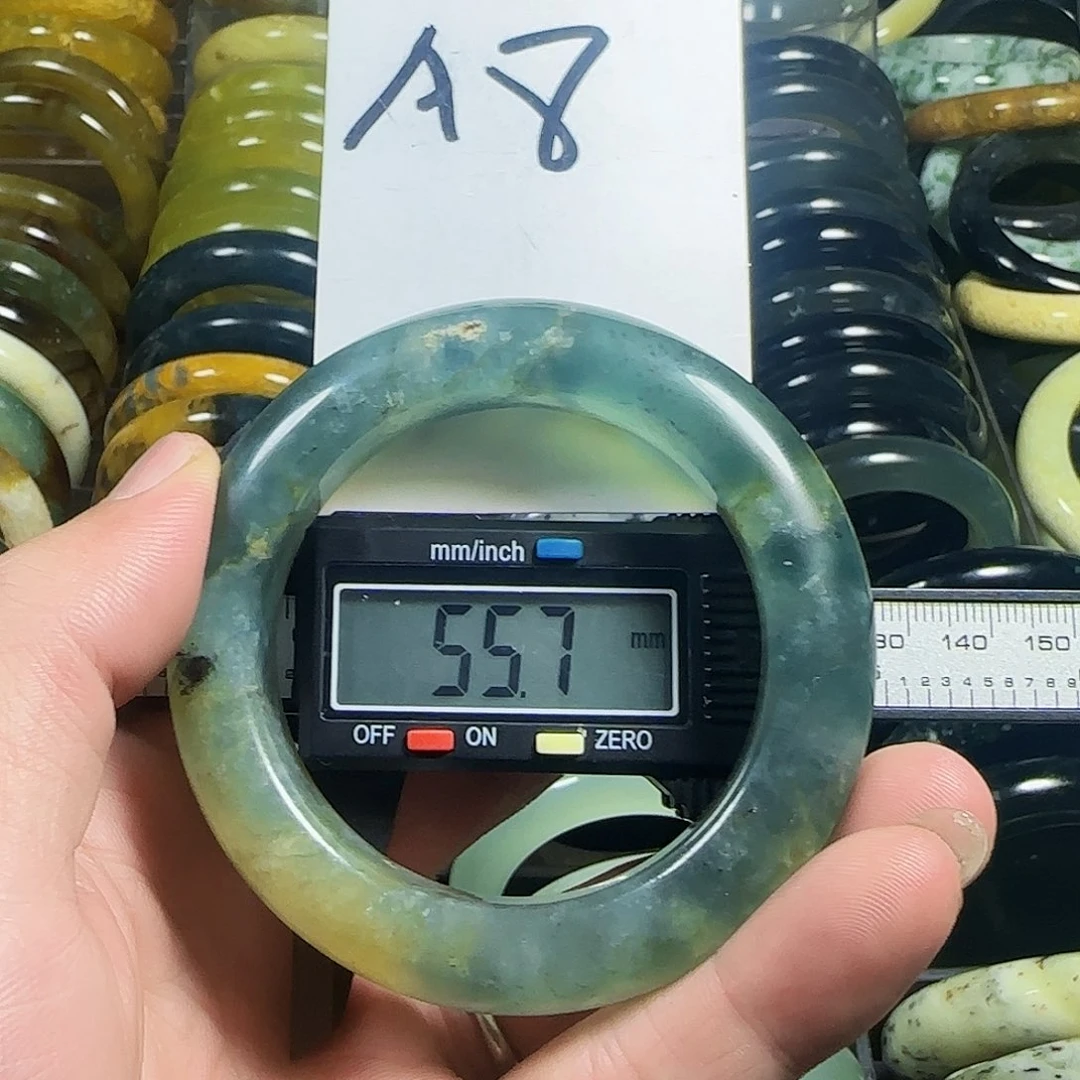 A8
mm/inch
55.7 mm
OFF ON ZERO
30 140 150
1 2 3 4 5 6 7 8 9